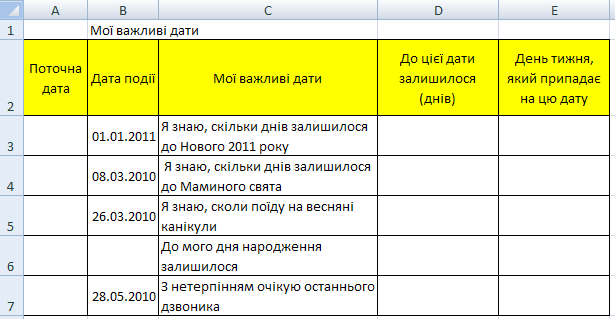 A B C D E
1 Мої важливі дати
Поточна
дата
Дата події
Мої важливі дати
До цієї дати
залишилося
(днів)
День тижня,
який припадає
на цю дату
2
Я знаю, скільки днів залишилося
до Нового 2011 року
01.01.2011
3
Я знаю, скільки днів залишилося
до Маминого свята
08.03.2010
4
Я знаю, сколи поїду на весняні
канікули
26.03.2010
5
До мого дня народження
залишилося
6
З нетерпінням очікую останнього
дзвоника
28.05.2010
7